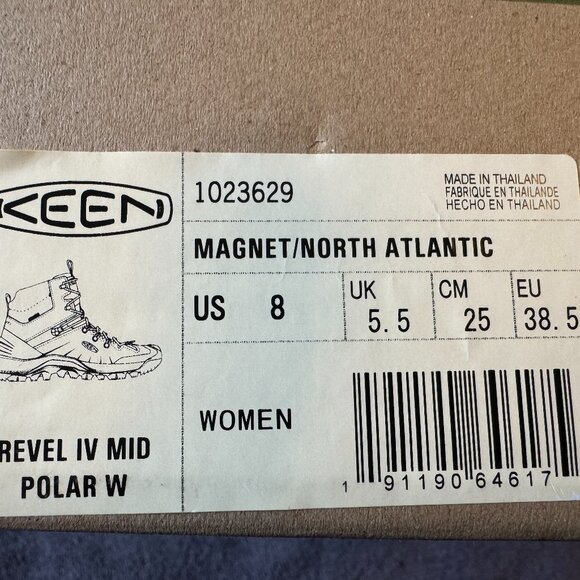 KEEN
1023629
MADE IN THAILAND
FABRIQUE EN THAILANDE
HECHO EN THAILAND
MAGNET/NORTH ATLANTIC
US 8
UK 5.5
CM 25
EU 38.5
WOMEN
REVEL IV MID
POLAR W
1 91190 64617